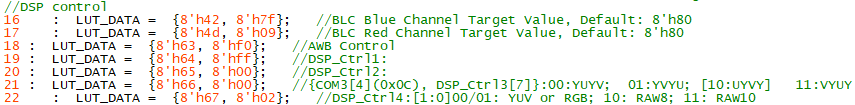 //DSP control
16    :  LUT_DATA =  {8'h42, 8'h7f};   //BLC Blue Channel Target Value, Default: 8'h80
17    :  LUT_DATA =  {8'h4d, 8'h09};   //BLC Red Channel Target Value, Default: 8'h80
18 :  LUT_DATA =  {8'h63, 8'hf0};   //AWB Control
19 :  LUT_DATA =  {8'h64, 8'hff};   //DSP_Ctrl1:
20 :  LUT_DATA =  {8'h65, 8'h00};   //DSP_Ctrl2:
21 :  LUT_DATA =  {8'h66, 8'h00};   //{COM3[4](0x0C), DSP_Ctrl3[7]}:00:YUYV;  01:YVYU;  [10:UYVY]   11:VYUY
22    :  LUT_DATA =  {8'h67, 8'h02};   //DSP_Ctrl4:[1:0]00/01: YUV or RGB; 10: RAW8; 11: RAW10